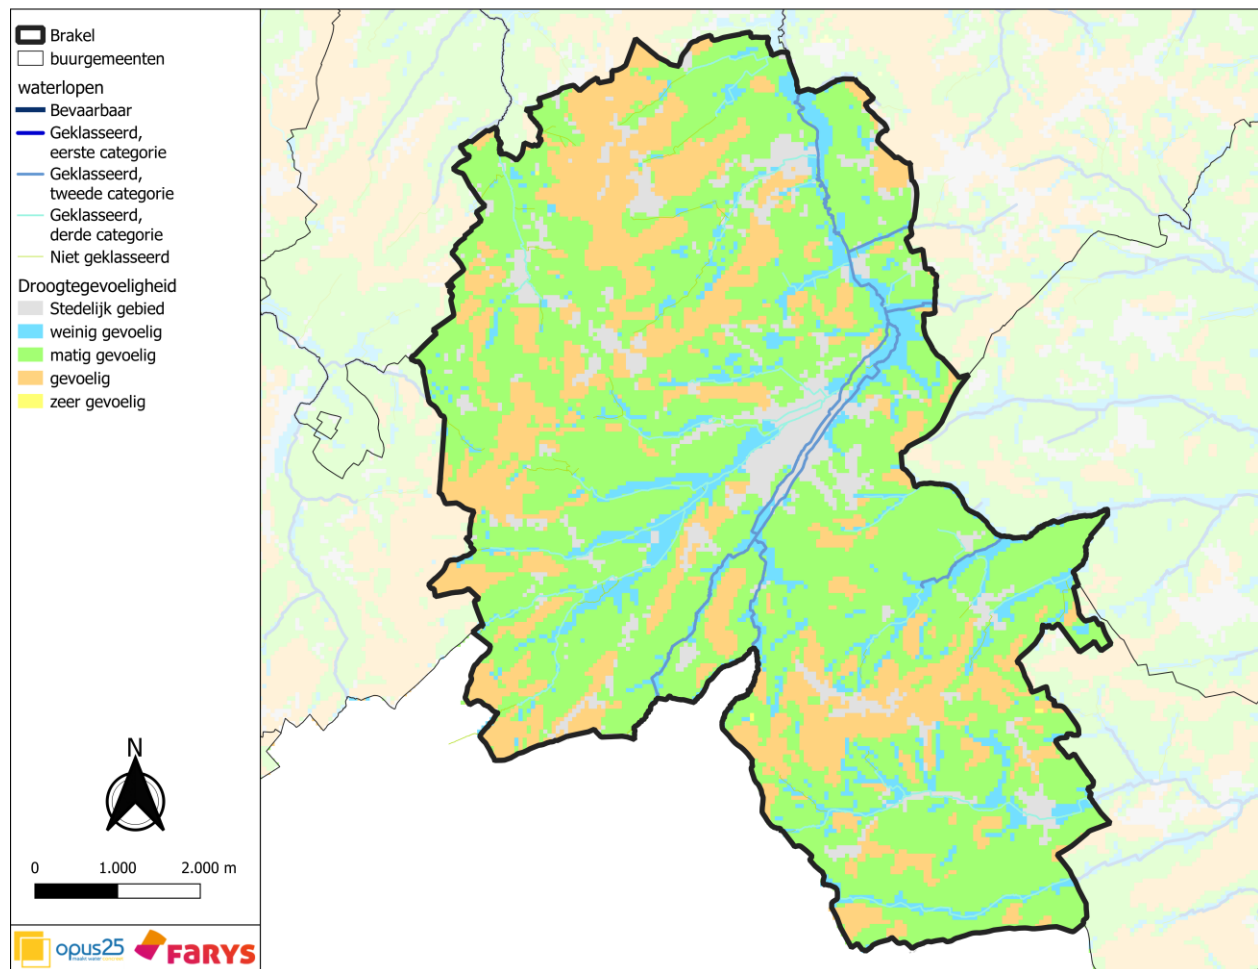 Brakel
buurgemeenten
waterlopen
Bevaarbaar
Geklasseerd,
eerste categorie
Geklasseerd,
tweede categorie
Geklasseerd,
derde categorie
Niet geklasseerd
Droogtegevoeligheid
Stedelijk gebied
weinig gevoelig
matig gevoelig
gevoelig
zeer gevoelig
N
0 1.000 2.000 m
opus25
FARYS